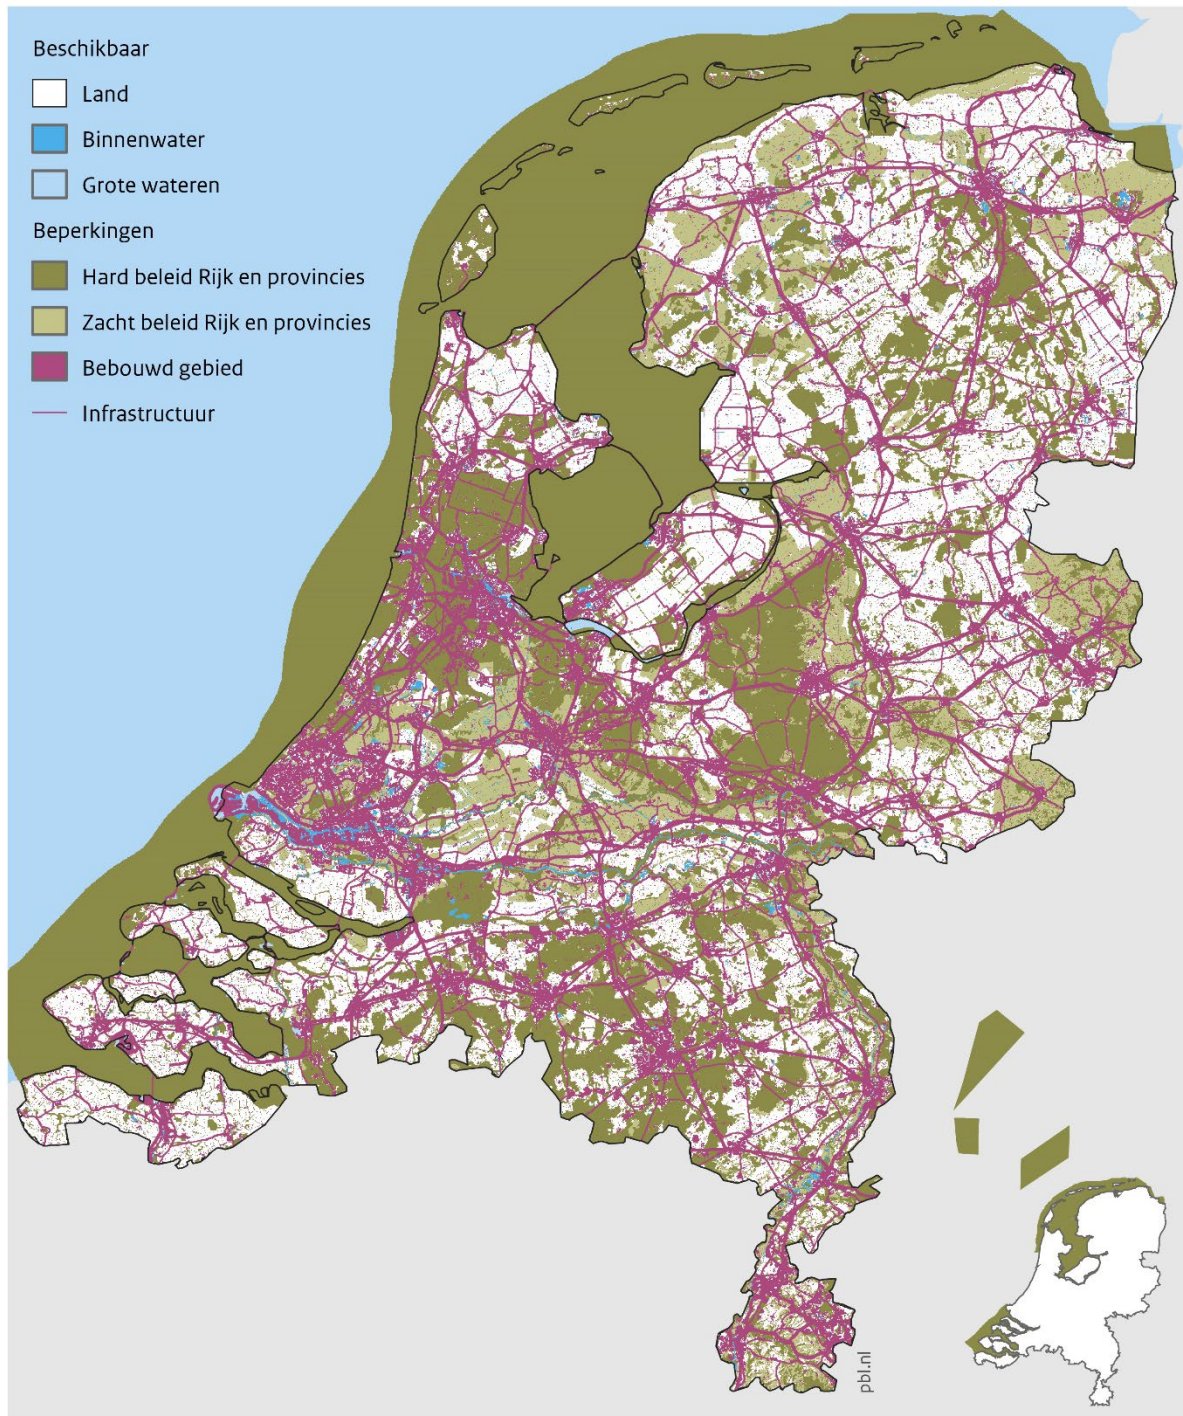 Beschikbaar
Land
Binnenwater
Grote wateren
Beperkingen
Hard beleid Rijk en provincies
Zacht beleid Rijk en provincies
Bebouwd gebied
Infrastructuur
pbl.nl